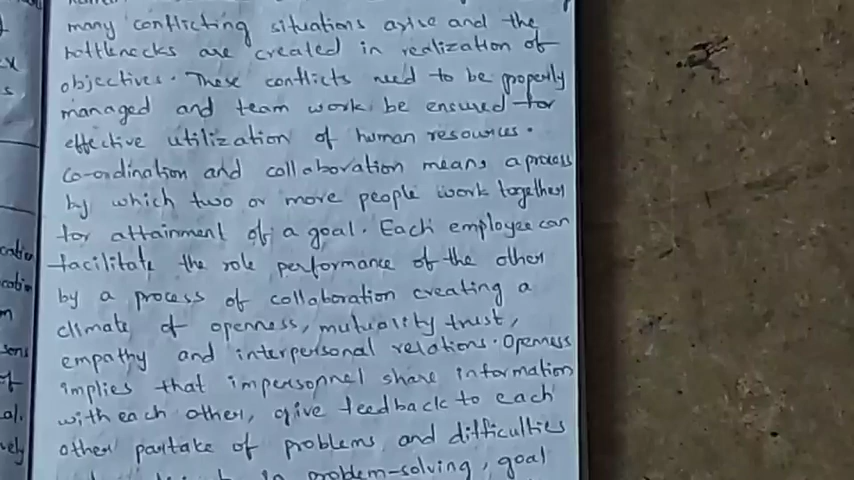 many conflicting situations arise and the
bottlenecks are created in realization of
objectives. These conflicts need to be properly
managed and team work be ensured for
effective utilization of human resources.
co-ordination and collaboration means a process
by which two or more people work together
for attainment of a goal. Each employee can
facilitate the role performance of the other
by a process of collaboration creating a
climate of openness, mutuality trust,
empathy and interpersonal relations. Openness
implies that impersonnel share information
with each other, give feedback to each
other partake of problems and difficulties
in problem-solving, goal